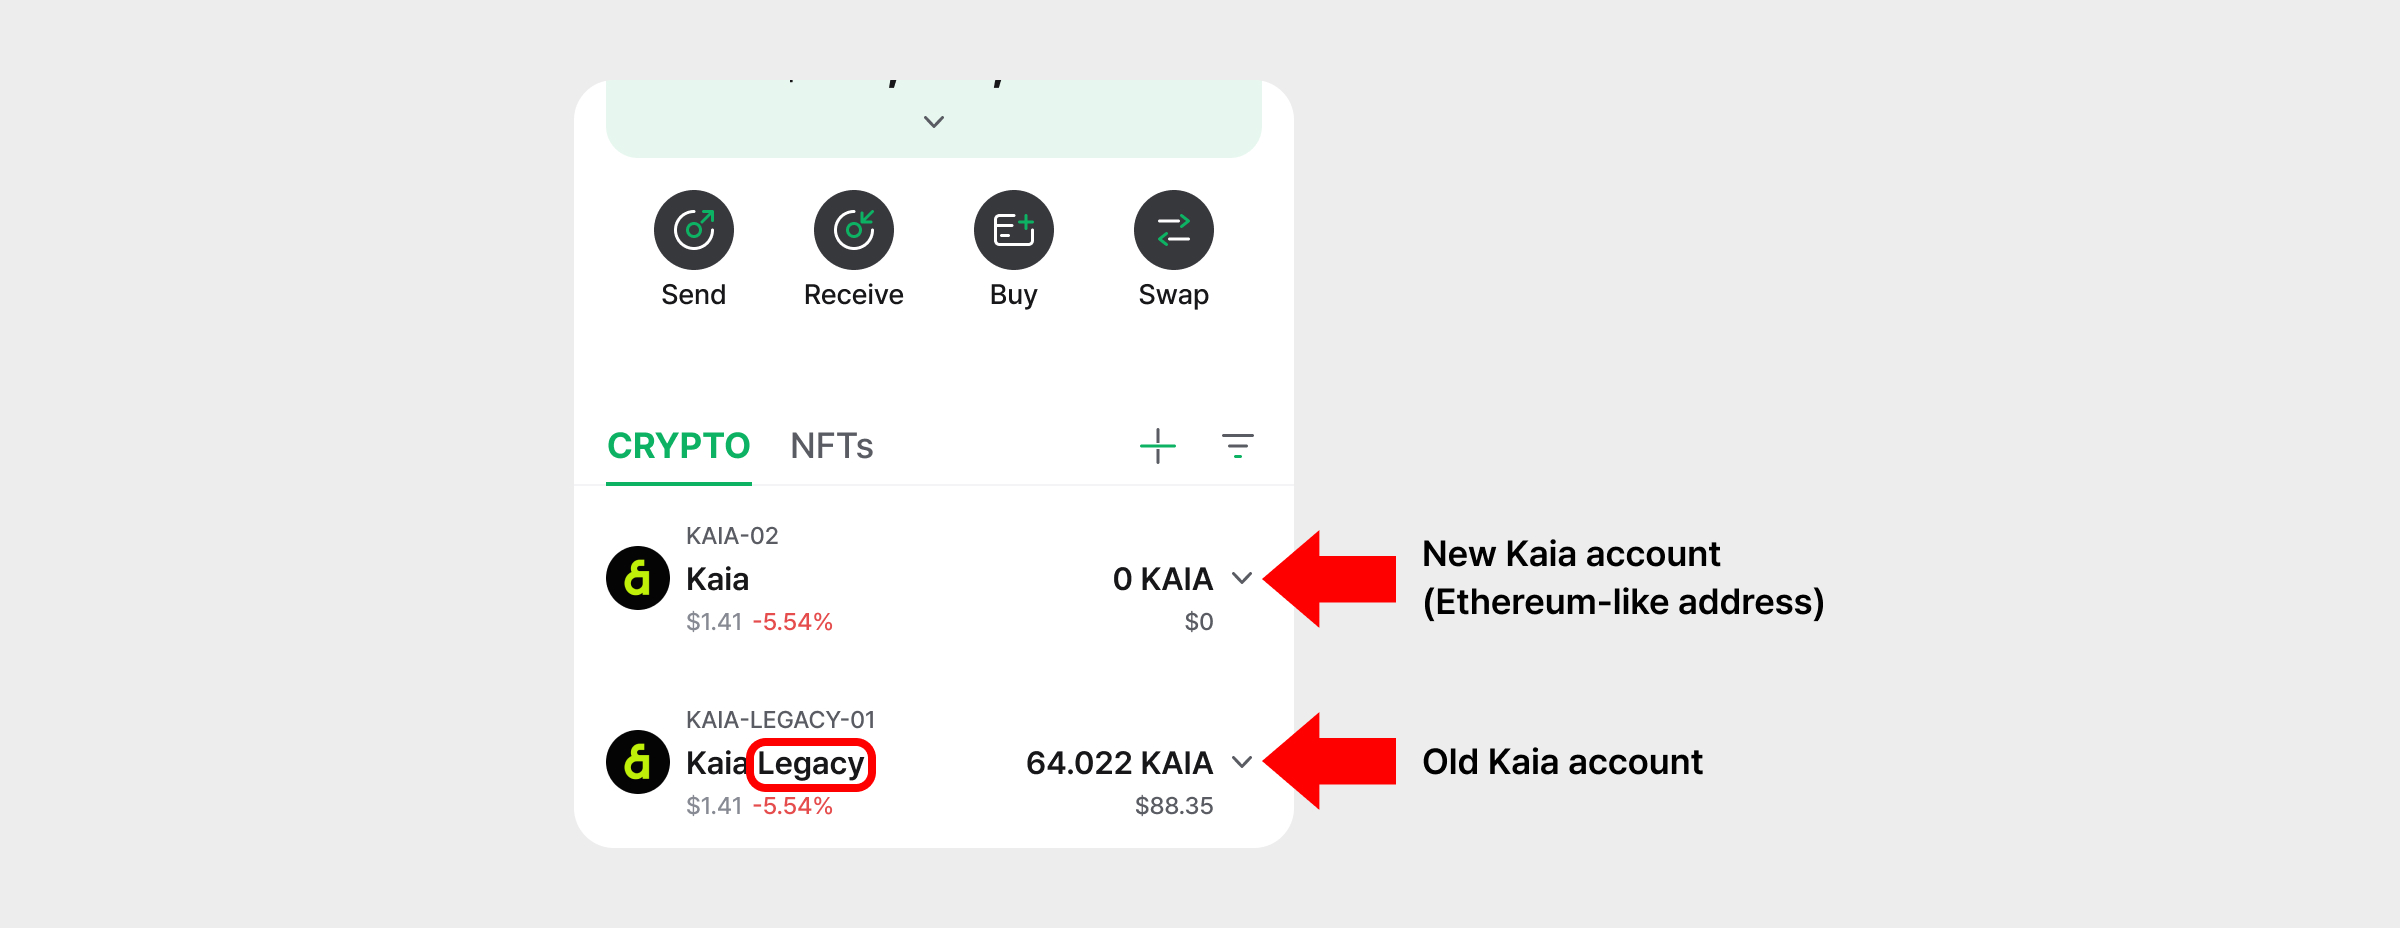 Send
Receive
Buy
Swap
CRYPTO
NFTs
KAIA-02
Kaia
0 KAIA
$1.41 -5.54%
$0
New Kaia account
(Ethereum-like address)
KAIA-LEGACY-01
Kaia Legacy
64.022 KAIA
$1.41 -5.54%
$88.35
Old Kaia account